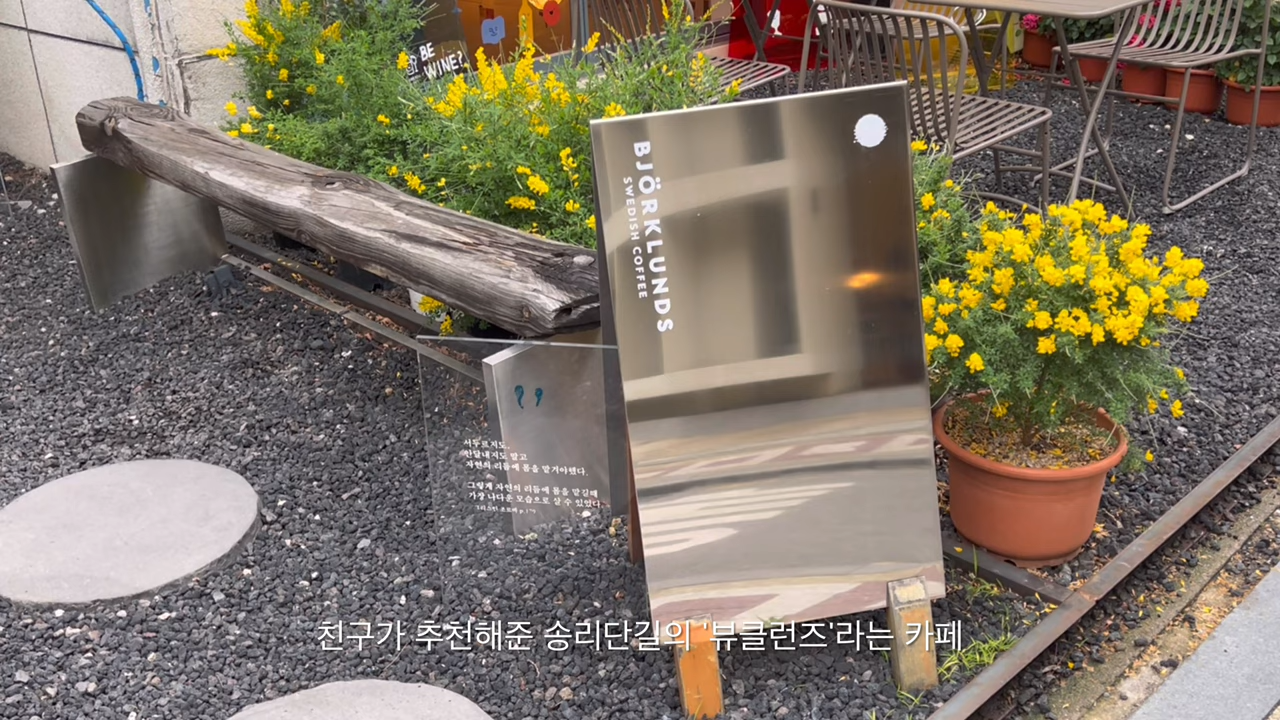 BE
WINE?
BJÖRKLUNDS
SWEDISH COFFEE
서두르지도,
안달내지도 말고
자연의 리듬에 몸을 맡겨야한다.
그렇게 자연의 리듬에 몸을 맡길때
가장 나다운 모습으로 살 수 있었다.
친구가 추천해준 송리단길의 '뷰클런즈'라는 카페